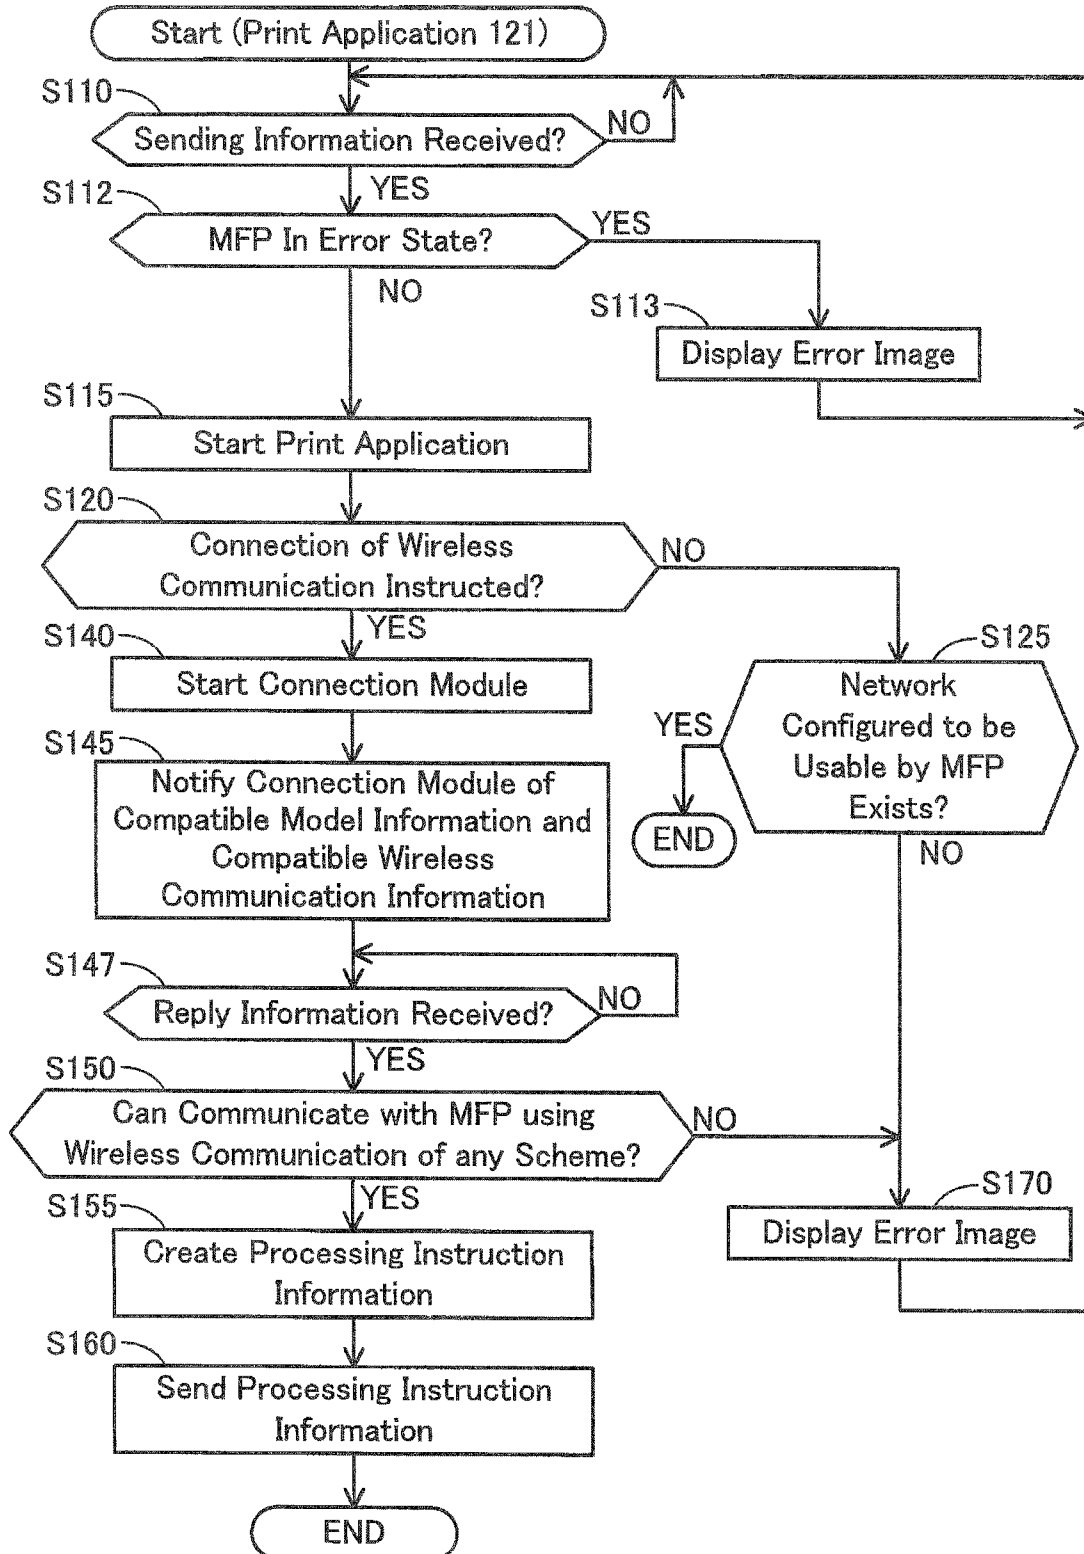 Start (Print Application 121)
S110
Sending Information Received?
NO
YES
S112
MFP In Error State?
YES
NO
S113
Display Error Image
S115
Start Print Application
S120
Connection of Wireless
Communication Instructed?
NO
YES
S140
Start Connection Module
S125
Network
Configured to be
Usable by MFP
Exists?
YES
END
NO
S145
Notify Connection Module of
Compatible Model Information and
Compatible Wireless
Communication Information
S147
Reply Information Received?
NO
YES
S150
Can Communicate with MFP using
Wireless Communication of any Scheme?
NO
YES
S170
Display Error Image
S155
Create Processing Instruction
Information
S160
Send Processing Instruction
Information
END